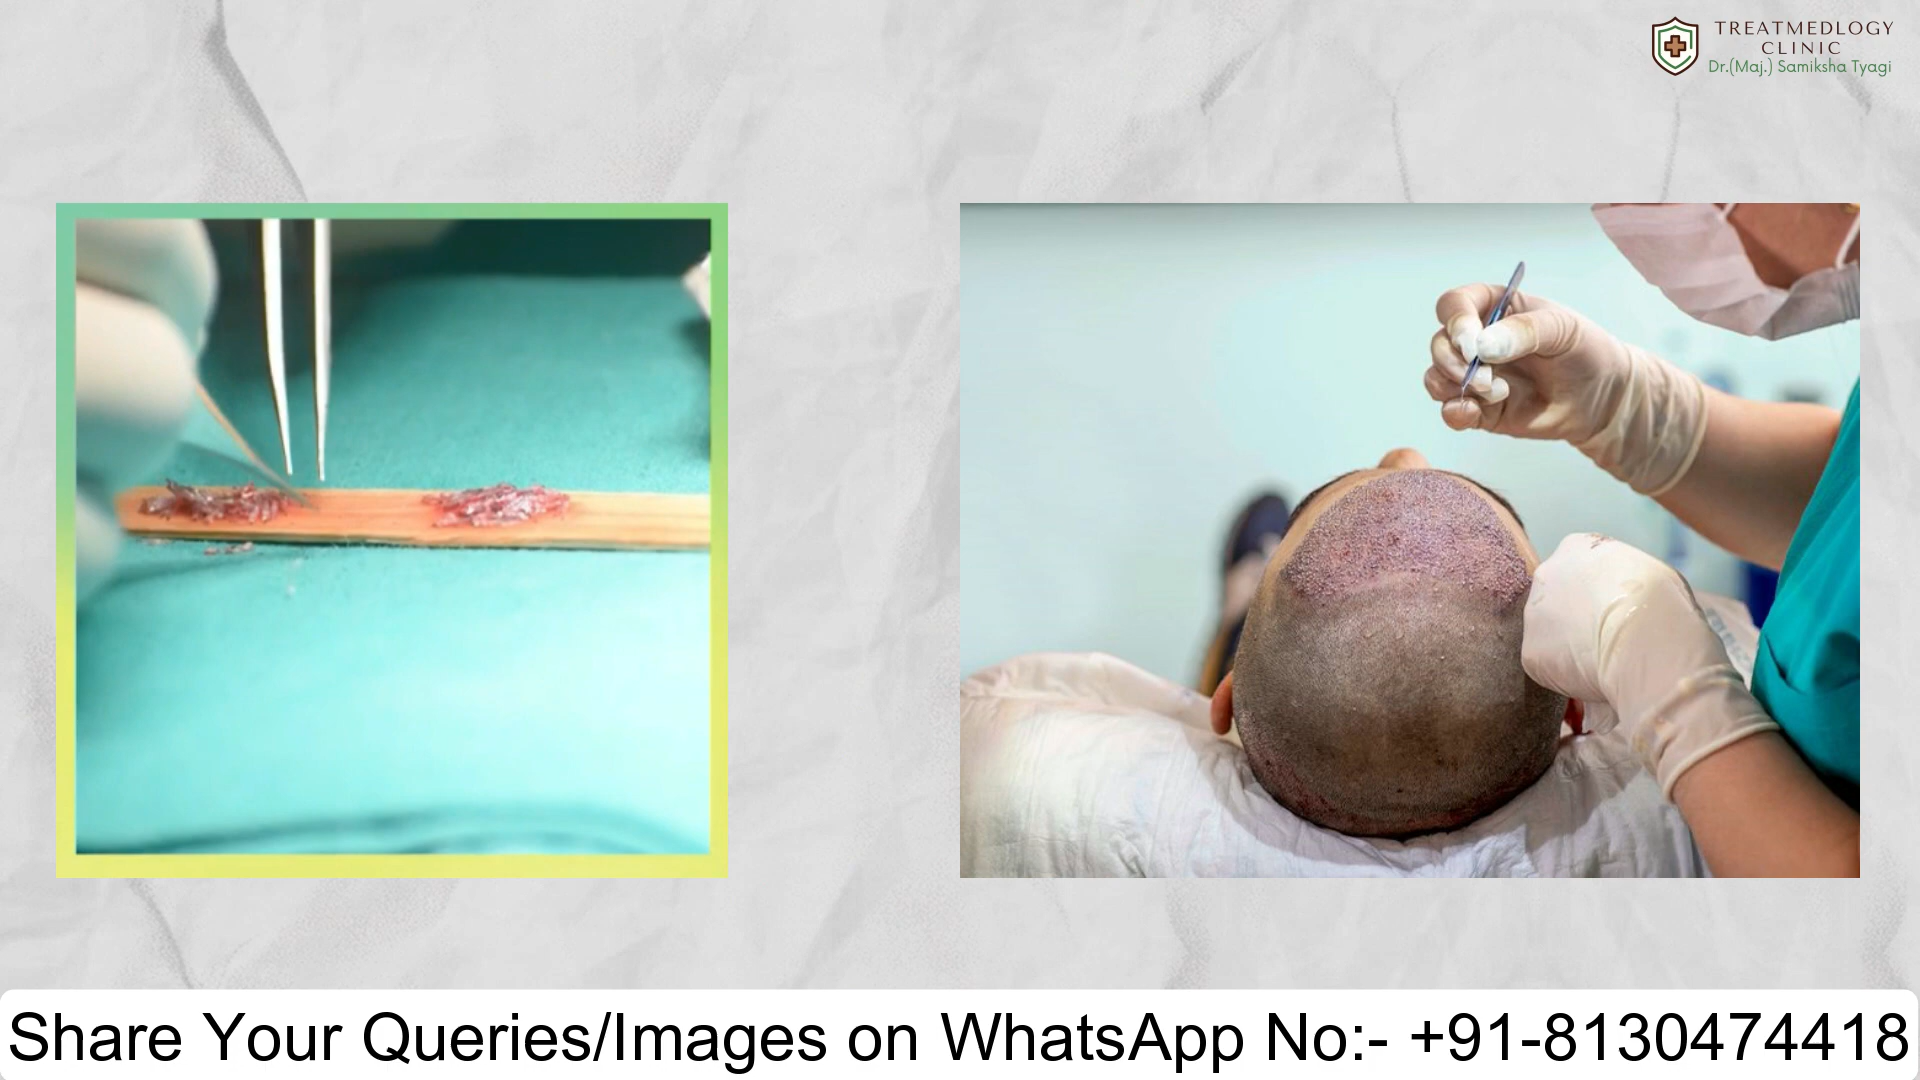 TREATMEDLOGY
CLINIC
Dr.(Maj.) Samiksha Tyagi
Share Your Queries/Images on WhatsApp No:- +91-8130474418